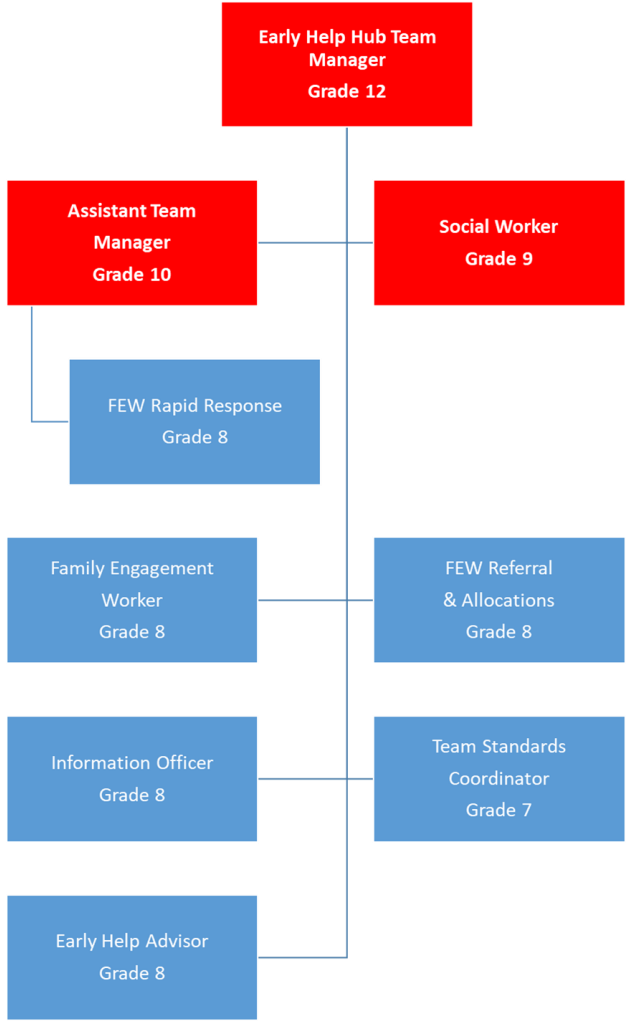 Early Help Hub Team
Manager
Grade 12
Assistant Team
Manager
Grade 10
Social Worker
Grade 9
FEW Rapid Response
Grade 8
Family Engagement
Worker
Grade 8
FEW Referral
& Allocations
Grade 8
Information Officer
Grade 8
Team Standards
Coordinator
Grade 7
Early Help Advisor
Grade 8